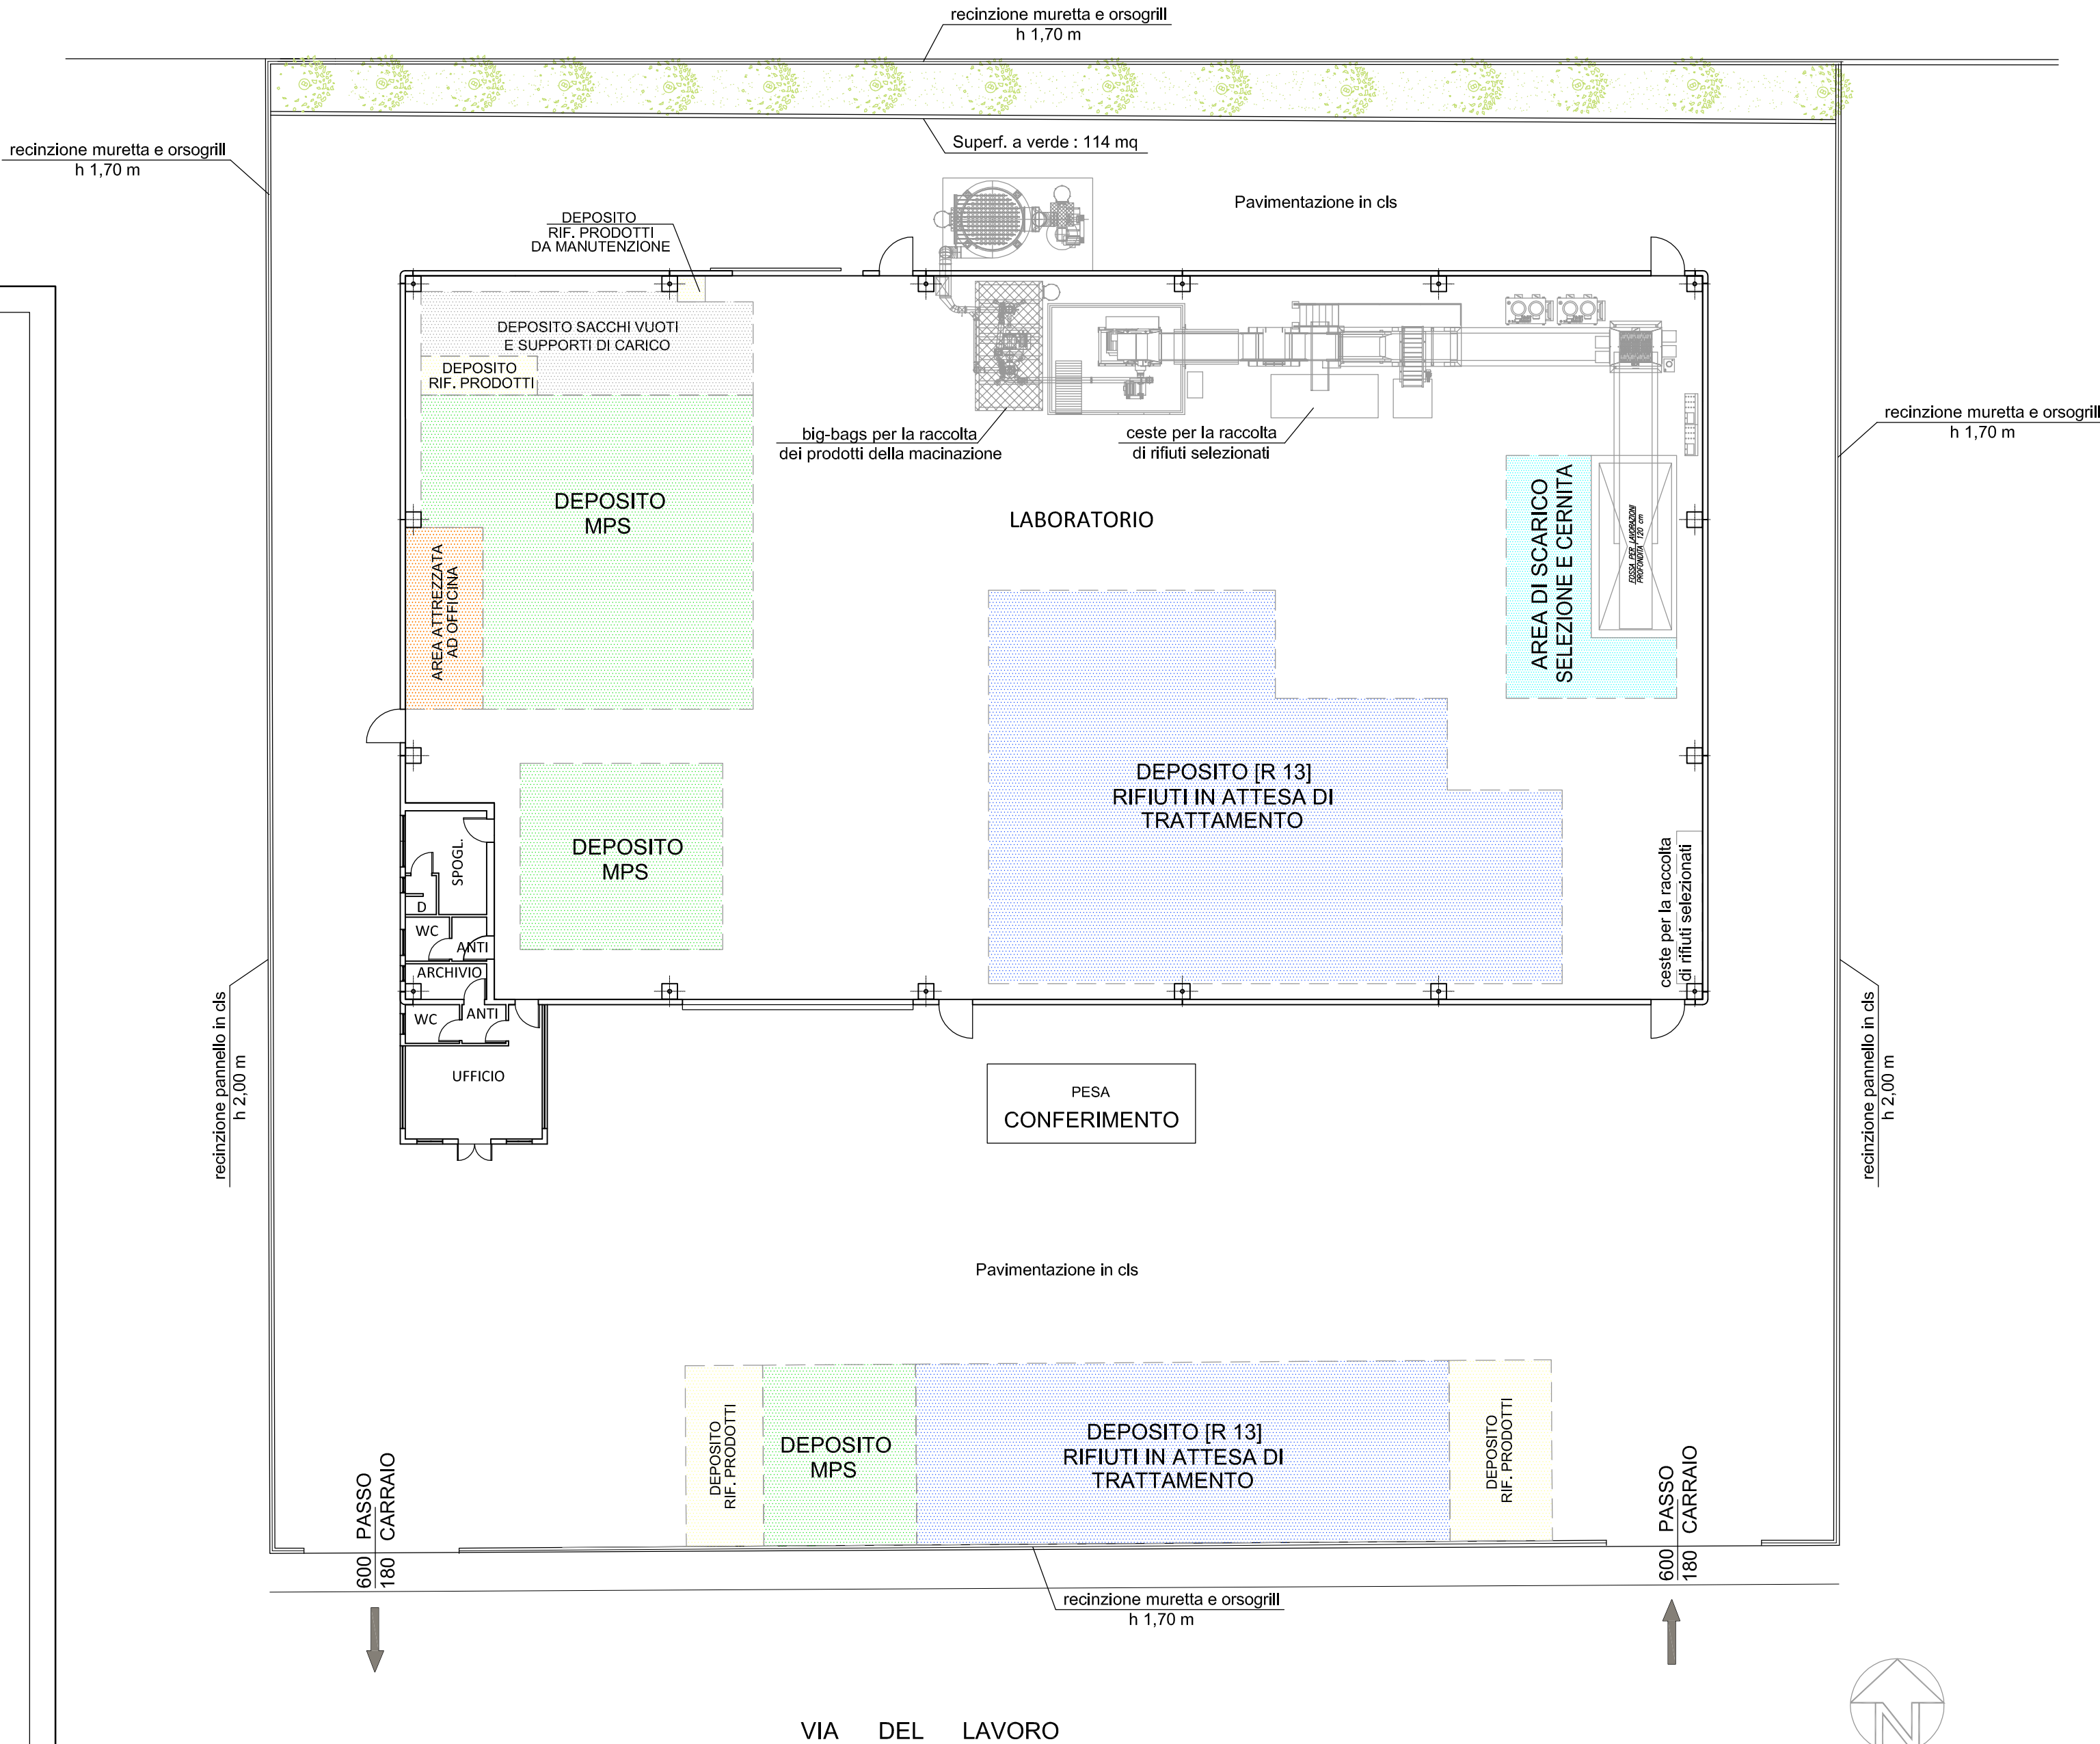 recinzione muretta e orsogrill
h 1,70 m
Superf. a verde : 114 mq
recinzione muretta e orsogrill
h 1,70 m
Pavimentazione in cls
DEPOSITO
RIF. PRODOTTI
DA MANUTENZIONE
DEPOSITO SACCHI VUOTI
E SUPPORTI DI CARICO
DEPOSITO
RIF. PRODOTTI
big-bags per la raccolta
dei prodotti della macinazione
ceste per la raccolta
di rifiuti selezionati
recinzione muretta e orsogrill
h 1,70 m
DEPOSITO
MPS
LABORATORIO
AREA DI SCARICO
SELEZIONE E CERNITA
FOSSA PER LAVORAZIONI
PROFONDITA' 120 cm
AREA ATTREZZATA
AD OFFICINA
DEPOSITO [R 13]
RIFIUTI IN ATTESA DI
TRATTAMENTO
DEPOSITO
MPS
SPOGL.
D
WC
ANTI
ARCHIVIO
WC
ANTI
UFFICIO
ceste per la raccolta
di rifiuti selezionati
recinzione pannello in cls
h 2,00 m
recinzione pannello in cls
h 2,00 m
PESA
CONFERIMENTO
Pavimentazione in cls
DEPOSITO
RIF. PRODOTTI
DEPOSITO
MPS
DEPOSITO [R 13]
RIFIUTI IN ATTESA DI
TRATTAMENTO
DEPOSITO
RIF. PRODOTTI
600 PASSO
180 CARRAIO
600 PASSO
180 CARRAIO
recinzione muretta e orsogrill
h 1,70 m
VIA DEL LAVORO
N